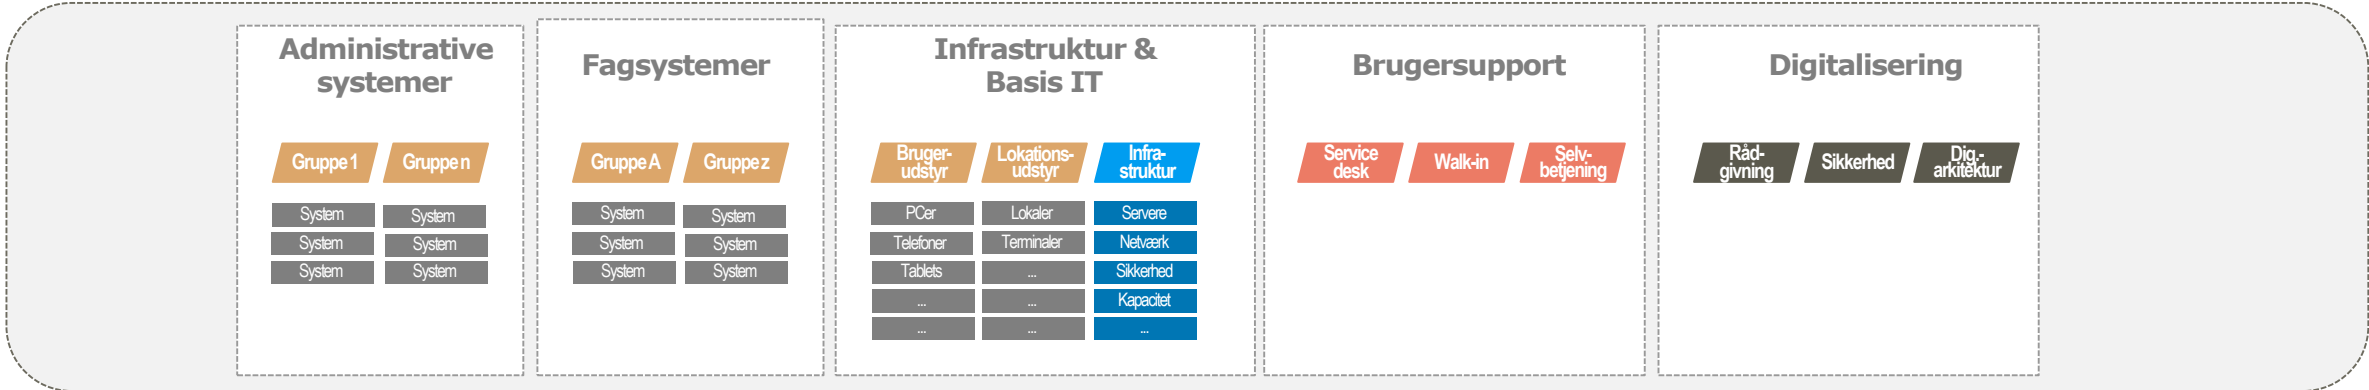 Administrative
systemer
Gruppe 1
Gruppe n
System
System
System
System
System
System
Fagsystemer
Gruppe A
Gruppe z
System
System
System
System
System
System
Infrastruktur &
Basis IT
Bruger-
udstyr
Lokations-
udstyr
Infra-
struktur
PCer
Lokaler
Servere
Telefoner
Terminaler
Netværk
Tablets
...
Sikkerhed
...
...
Kapacitet
...
...
...
Brugersupport
Service
desk
Walk-in
Selv-
betjening
Digitalisering
Råd-
givning
Sikkerhed
Dig.-
arkitektur